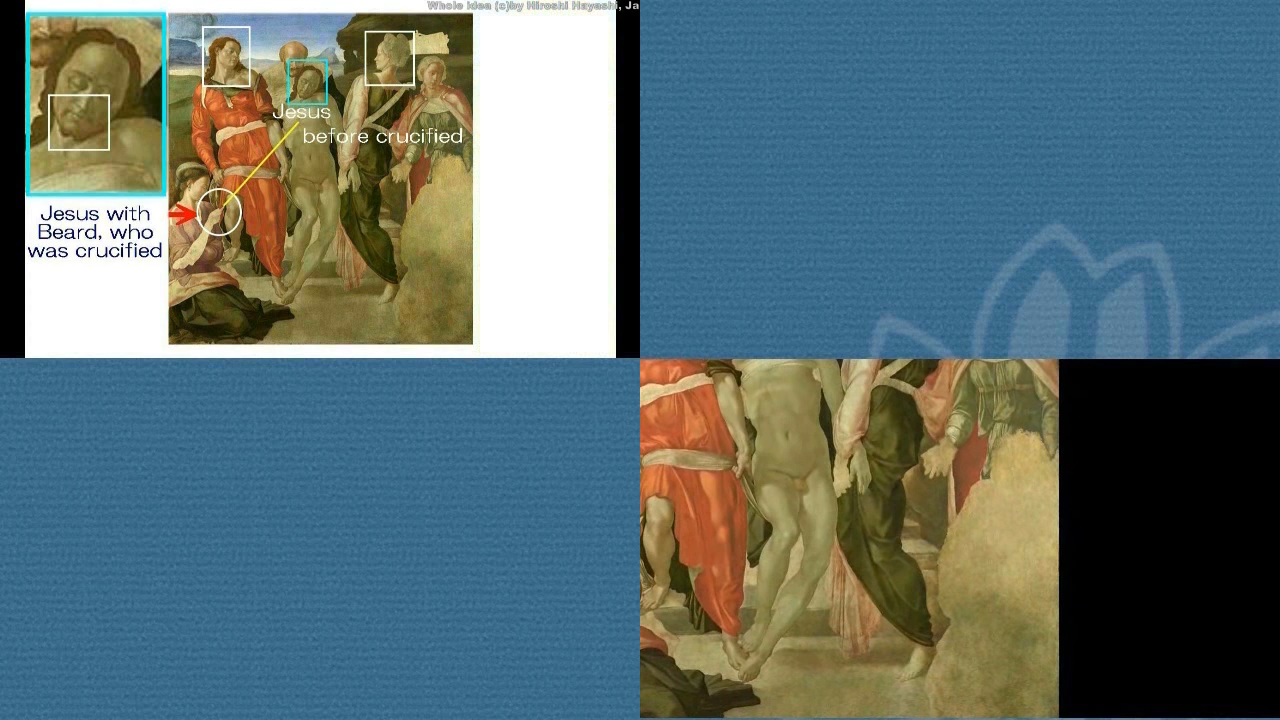 Whole Idea (c)by Hiroshi Hayashi, Ja
Jesus
before crucified
Jesus with
Beard, who
was crucified